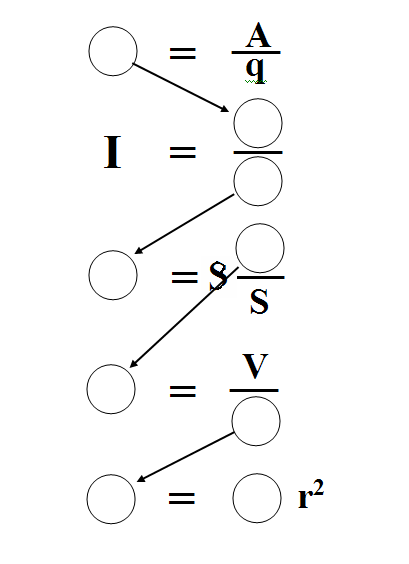 = A
q
I =
=
S
V
=
= r²